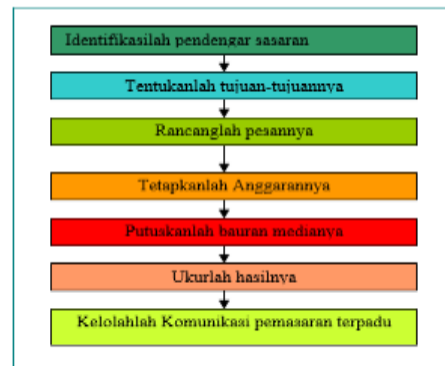 Identifikasilah pendengar sasaran
Tentukanlah tujuan-tujuannya
Rancanglah pesannya
Tetapkanlah Anggarannya
Putuskanlah bauran medianya
Ukurlah hasilnya
Kelolahlah Komunikasi pemasaran terpadu